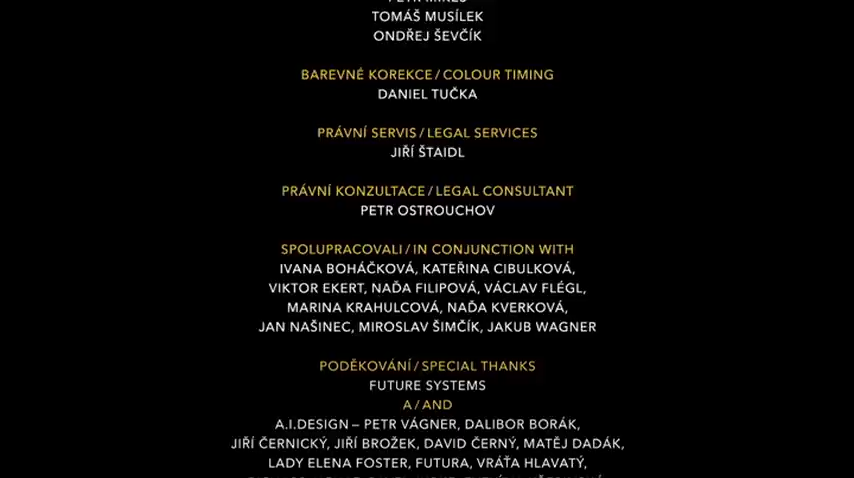 TOMÁŠ MUSÍLEK
ONDŘEJ ŠEVČÍK
BAREVNÉ KOREKCE / COLOUR TIMING
DANIEL TUČKA
PRÁVNÍ SERVIS / LEGAL SERVICES
JIŘÍ ŠTAIDL
PRÁVNÍ KONZULTACE / LEGAL CONSULTANT
PETR OSTROUCHOV
SPOLUPRACOVALI / IN CONJUNCTION WITH
IVANA BOHÁČKOVÁ, KATEŘINA CIBULKOVÁ,
VIKTOR EKERT, NAĎA FILIPOVÁ, VÁCLAV FLÉGL,
MARINA KRAHULCOVÁ, NAĎA KVERKOVÁ,
JAN NAŠINEC, MIROSLAV ŠIMČÍK, JAKUB WAGNER
PODĚKOVÁNÍ / SPECIAL THANKS
FUTURE SYSTEMS
A / AND
A.I.DESIGN – PETR VÁGNER, DALIBOR BORÁK,
JIŘÍ ČERNICKÝ, JIŘÍ BROŽEK, DAVID ČERNÝ, MATĚJ DADÁK,
LADY ELENA FOSTER, FUTURA, VRÁŤA HLAVATÝ,